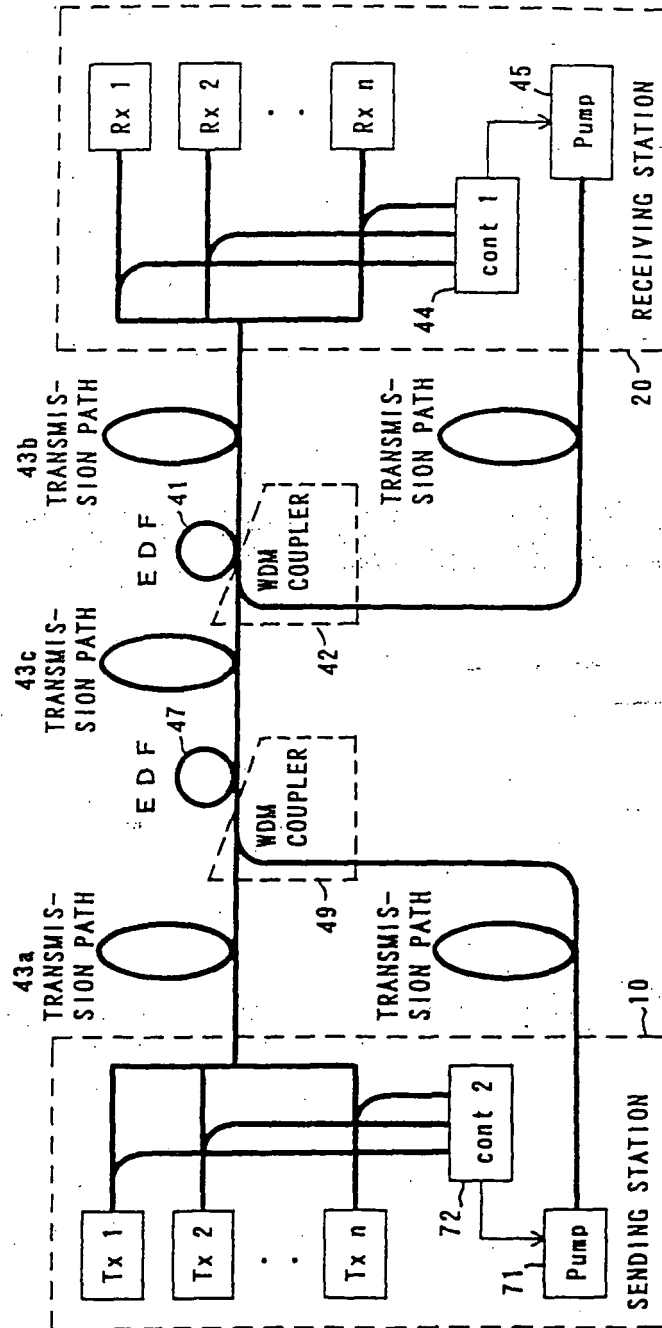 43a
TRANSMIS-
SION PATH
EDF
47
43c
TRANSMIS-
SION PATH
EDF
41
43b
TRANSMIS-
SION PATH
Tx 1
Tx 2
. .
Tx n
cont 2
72
Pump
71
SENDING STATION
10
WDM
COUPLER
49
TRANSMIS-
SION PATH
WDM
COUPLER
42
TRANSMIS-
SION PATH
Rx 1
Rx 2
. .
Rx n
cont 1
44
Pump
45
20
RECEIVING STATION